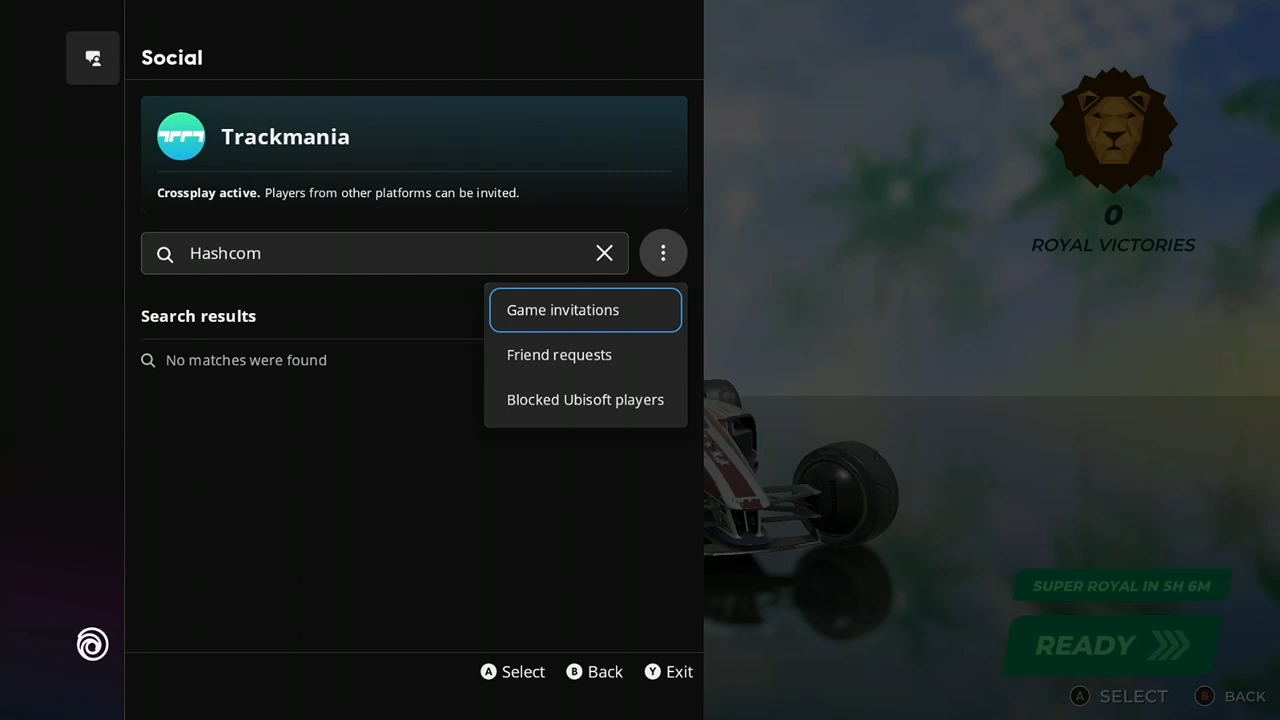 Social
Trackmania
Crossplay active. Players from other platforms can be invited.
Hashcom
Game invitations
Search results
Friend requests
No matches were found
Blocked Ubisoft players
A Select B Back Y Exit
0
ROYAL VICTORIES
SUPER ROYAL IN 5H 6M
READY
A SELECT B BACK